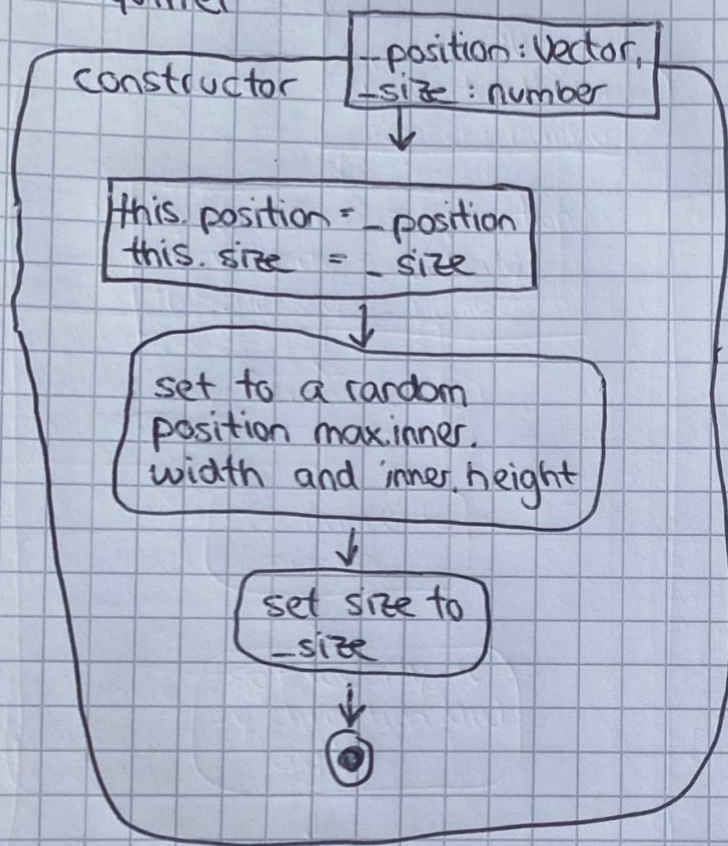 _position: Vector,
constructor
_size: number
this.position = _position
this.size = _size
set to a random
position max.inner.
width and inner.height
set size to
_size